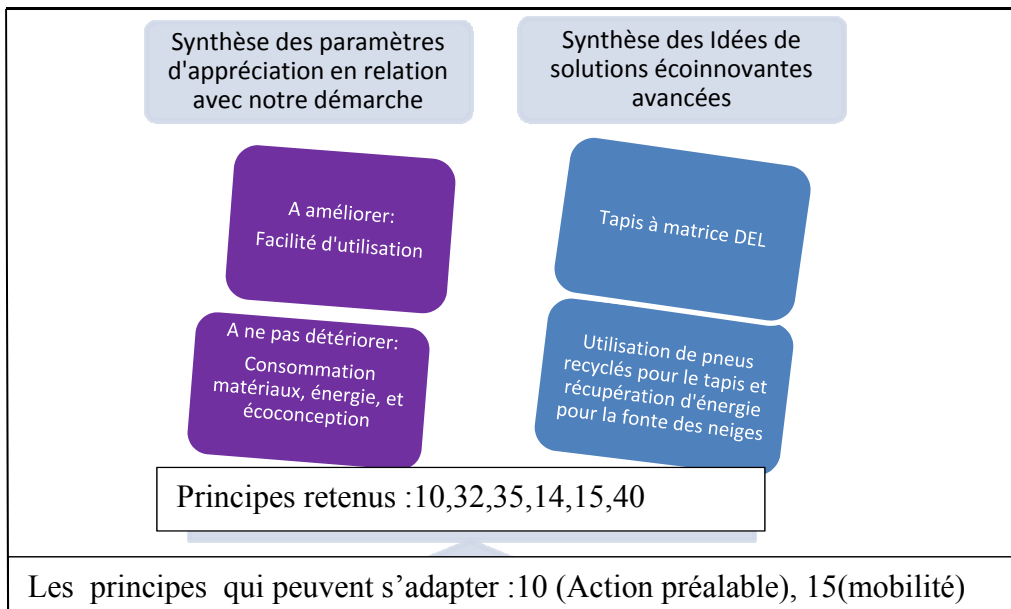 Synthèse des paramètres
d'appréciation en relation
avec notre démarche
Synthèse des Idées de
solutions écoinnovantes
avancées
A améliorer:
Facilité d'utilisation
A ne pas détériorer:
Consommation
matériaux, énergie, et
écoconception
Tapis à matrice DEL
Utilisation de pneus
recyclés pour le tapis et
récupération d'énergie
pour la fonte des neiges
Principes retenus :10,32,35,14,15,40
Les principes qui peuvent s’adapter :10 (Action préalable), 15(mobilité)